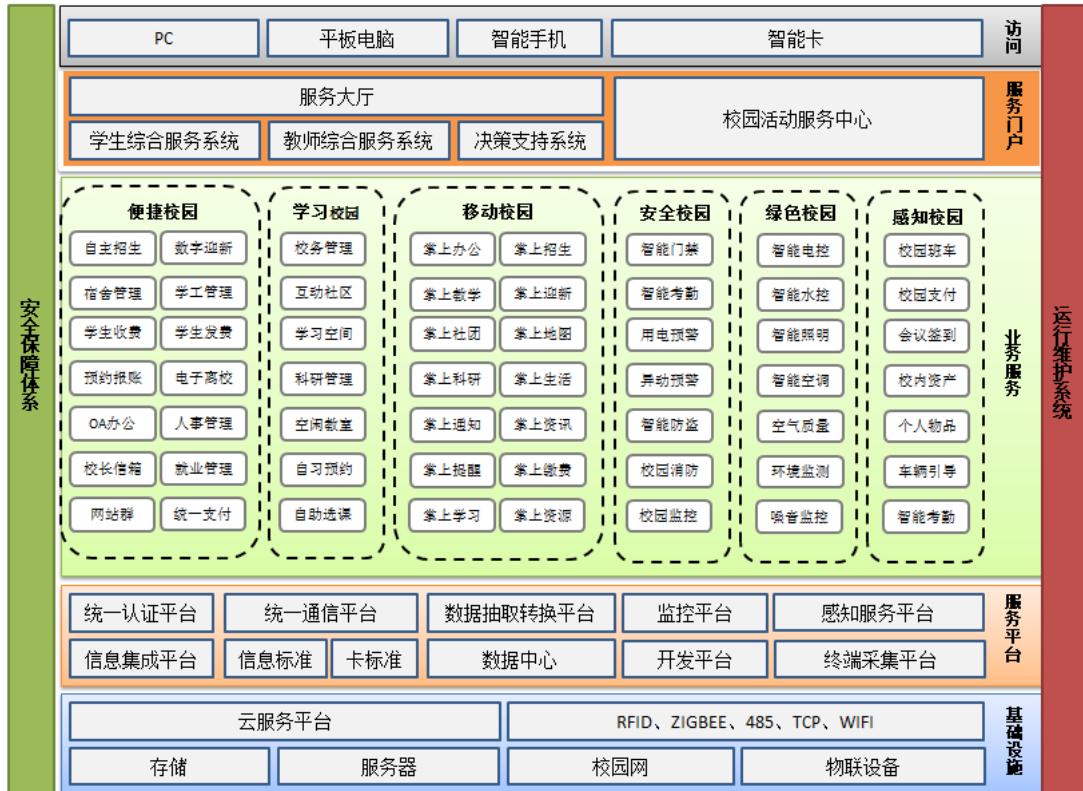 安全保障体系
PC
平板电脑
智能手机
智能卡
访问
服务大厅
校园活动服务中心
学生综合服务系统
教师综合服务系统
决策支持系统
服务门户
便捷校园
自主招生 数字迎新
宿舍管理 学工管理
学生收费 学生发费
预约报账 电子离校
OA办公 人事管理
校长信箱 就业管理
网站群 统一支付
学习校园
校务管理
互动社区
学习空间
科研管理
空闲教室
自习预约
自助选课
移动校园
掌上办公 掌上招生
掌上教学 掌上迎新
掌上社团 掌上地图
掌上科研 掌上生活
掌上通知 掌上资讯
掌上提醒 掌上缴费
掌上学习 掌上资源
安全校园
智能门禁
智能考勤
用电预警
异动预警
智能防盗
校园消防
校园监控
绿色校园
智能电控
智能水控
智能照明
智能空调
空气质量
环境监测
噪音监控
感知校园
校园班车
校园支付
会议签到
校内资产
个人物品
车辆引导
智能考勤
业务服务
统一认证平台
统一通信平台
数据抽取转换平台
监控平台
感知服务平台
信息集成平台
信息标准
卡标准
数据中心
开发平台
终端采集平台
服务平台
云服务平台
RFID、ZIGBEE、485、TCP、WIFI
存储
服务器
校园网
物联设备
基础设施
运行维护系统